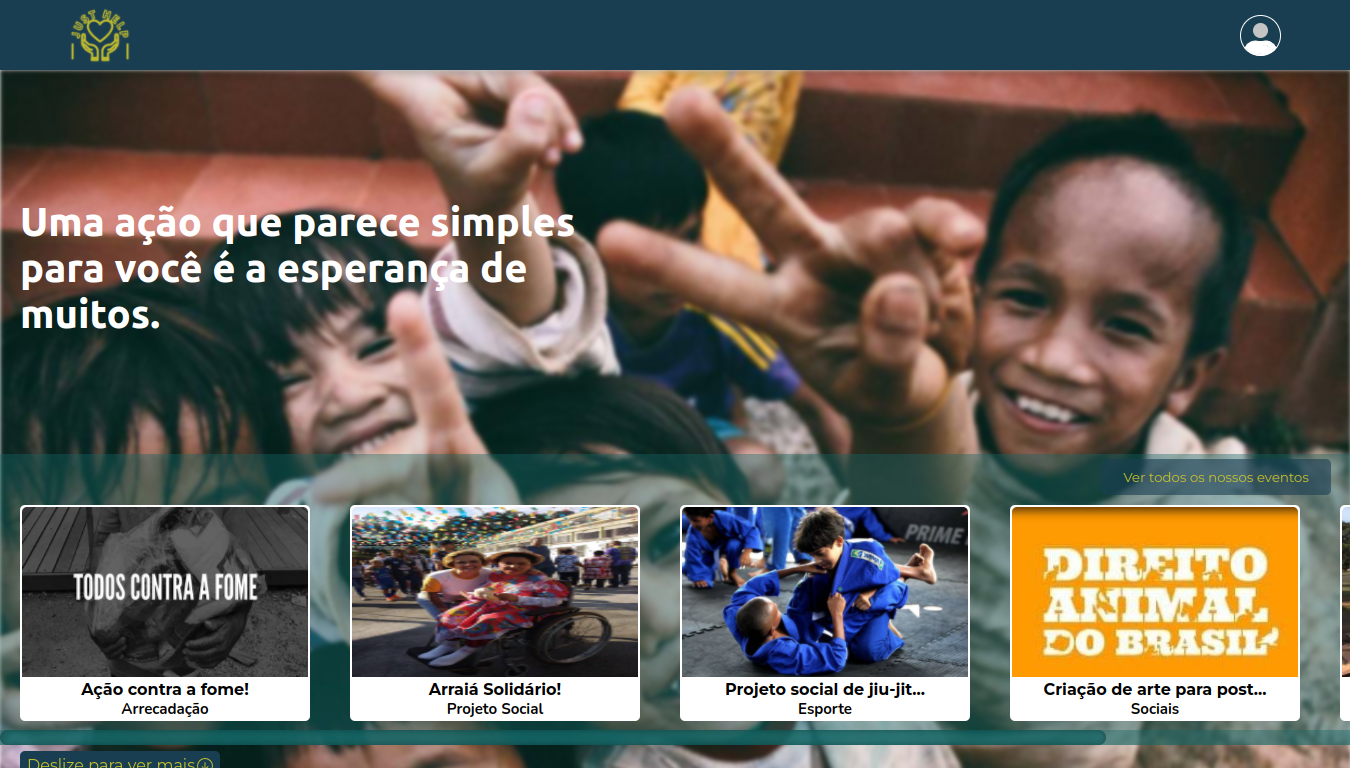 JUST HELP
Uma ação que parece simples
para você é a esperança de
muitos.
Ver todos os nossos eventos
TODOS CONTRA A FOME
PRIME
DIREITO
ANIMAL
DO BRASIL
Ação contra a fome!
Arrecadação
Arraiá Solidário!
Projeto Social
Projeto social de jiu-jit...
Esporte
Criação de arte para post...
Sociais
Deslize para ver mais